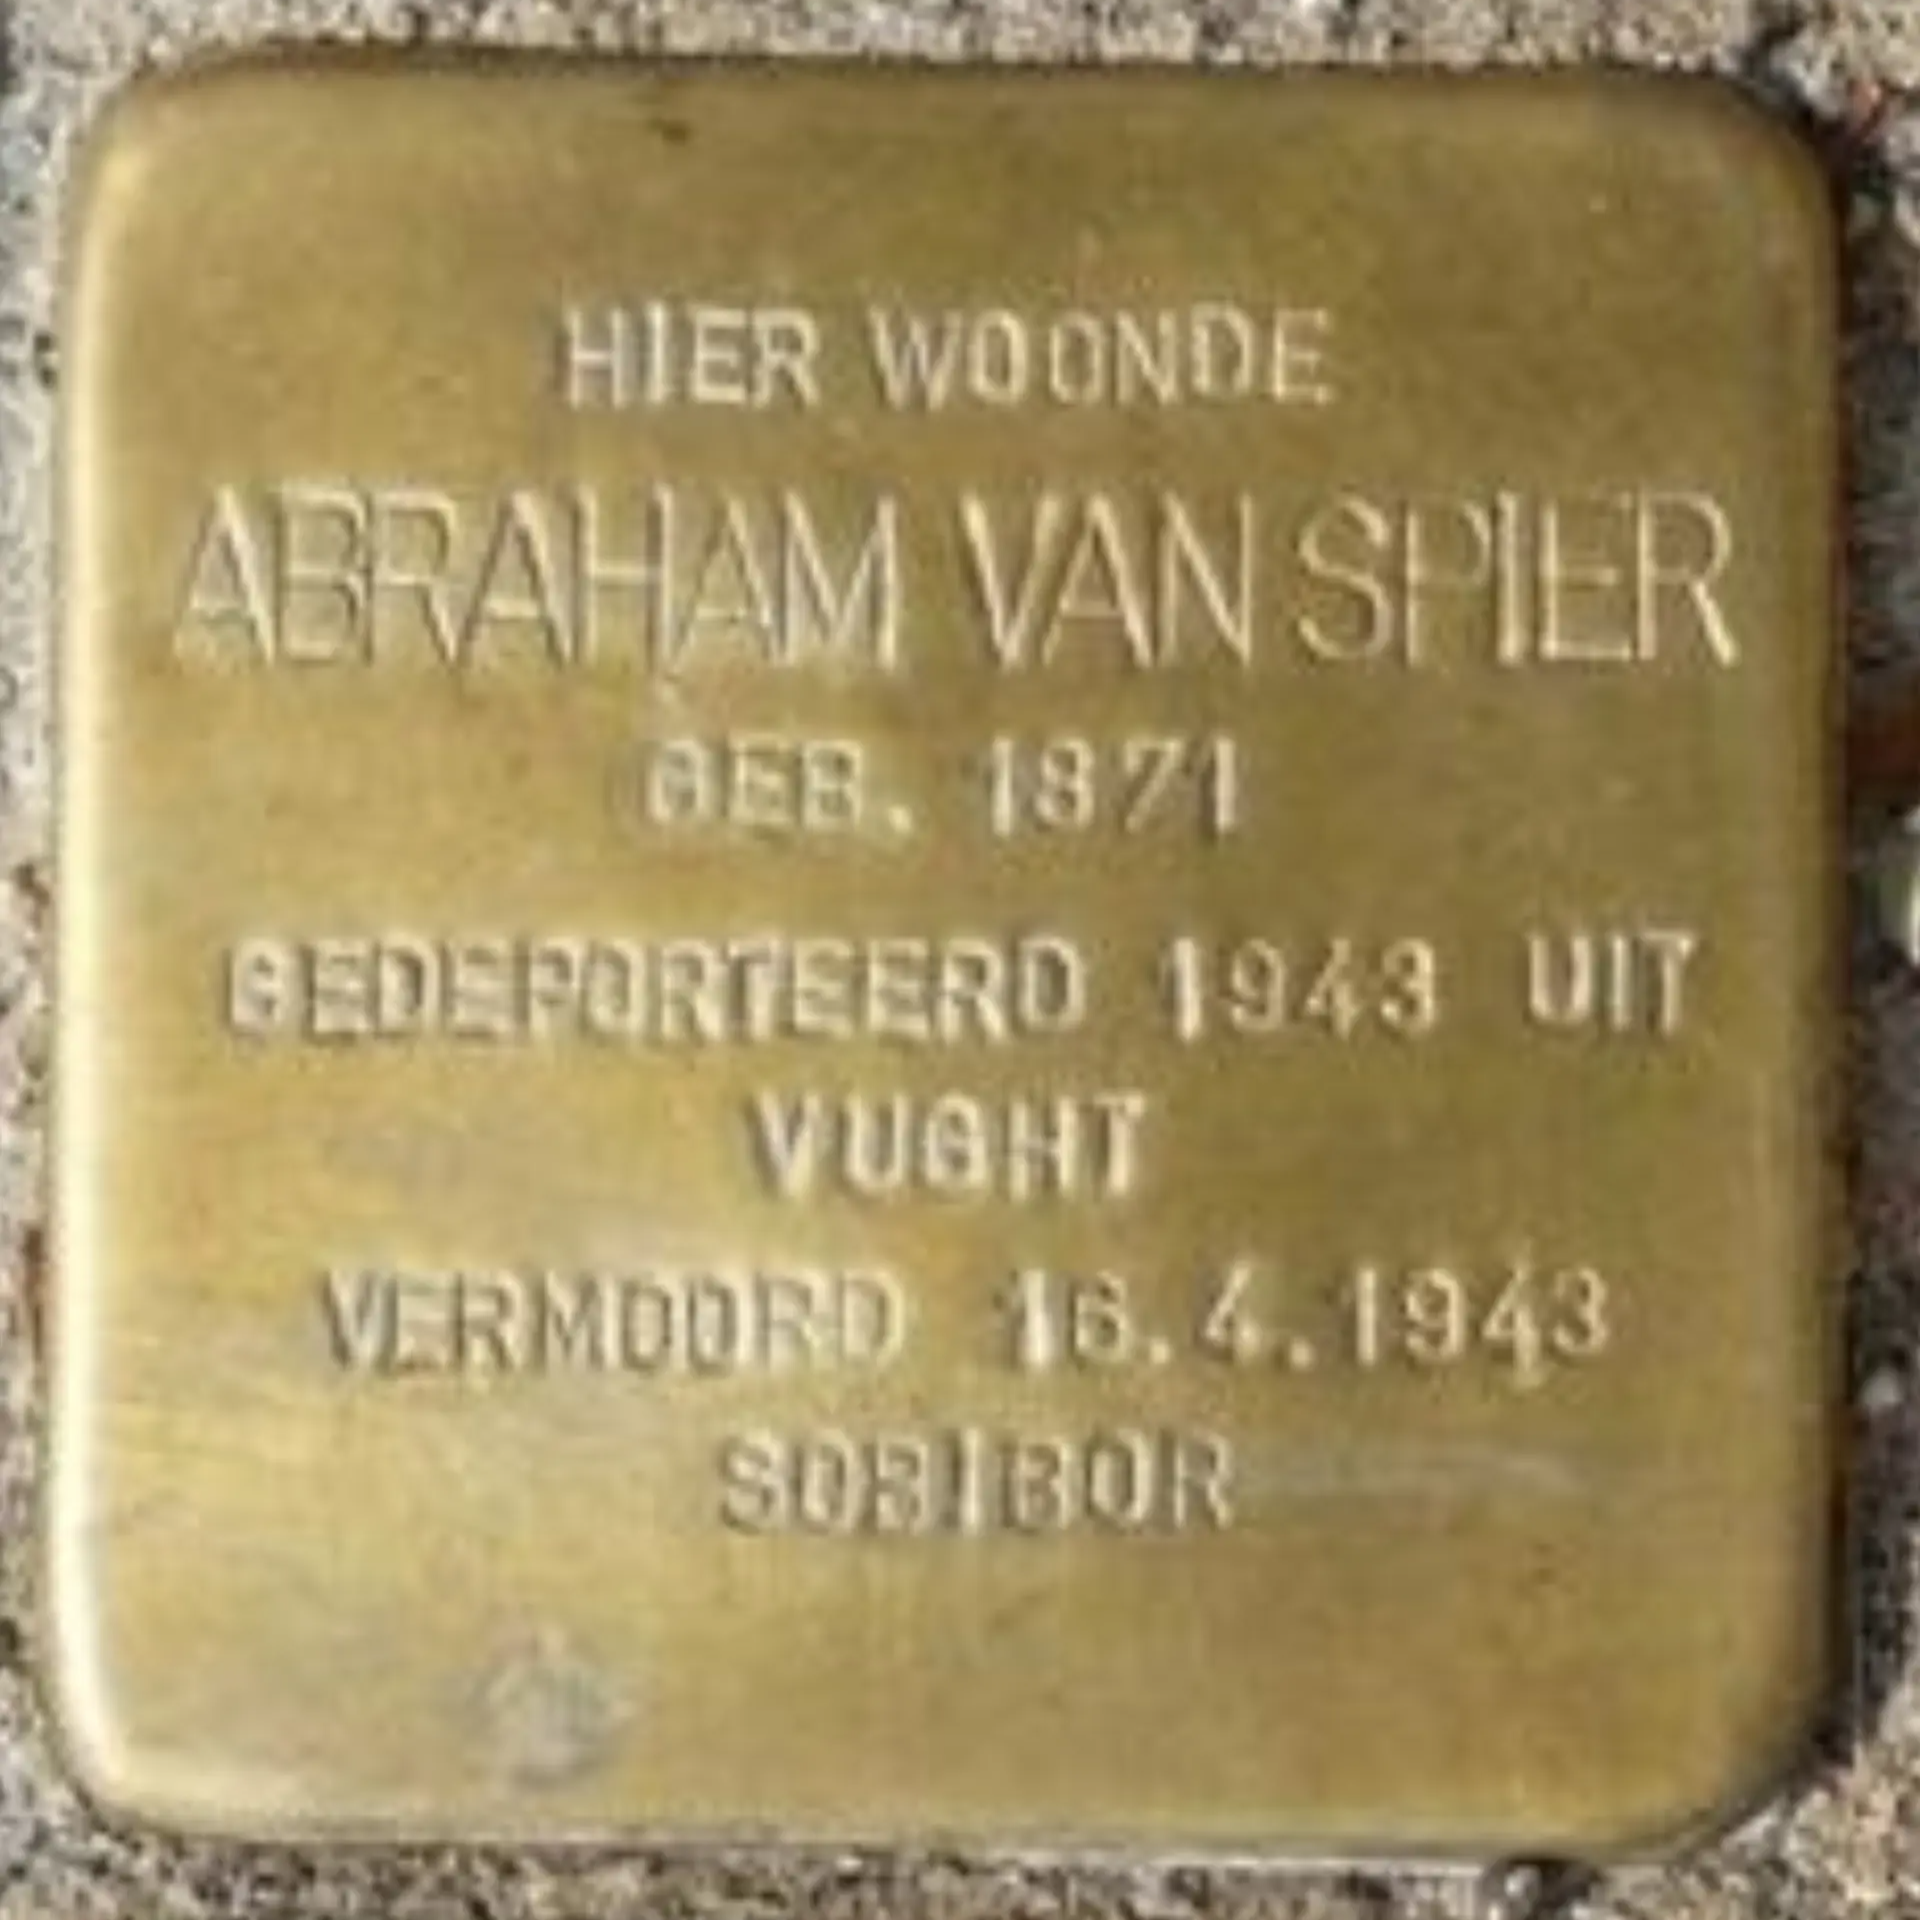 HIER WOONDE
ABRAHAM VAN SPIER
GEB. 1871
GEDEPORTEERD 1943 UIT
VUGHT
VERMOORD 16.4.1943
SOBIBOR